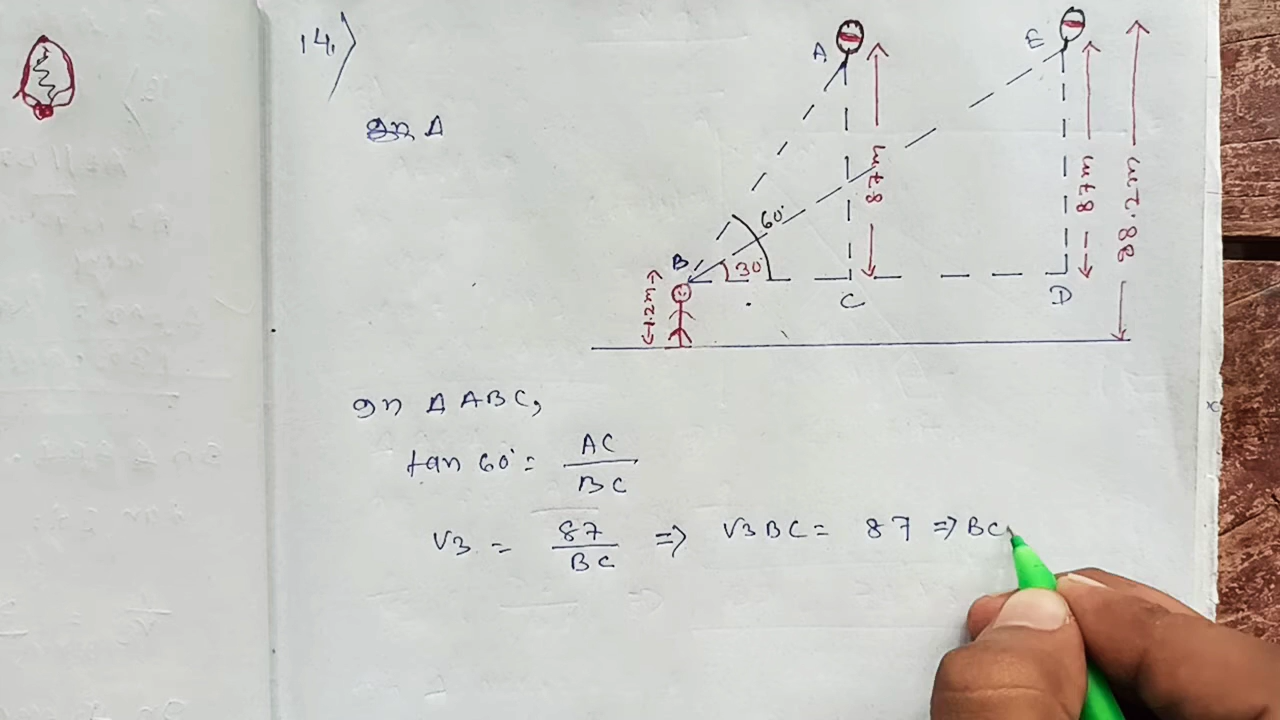 14.)
In Δ
A
E
60°
B
30°
C
D
1.2m
87m
87m
88.2m
In Δ ABC,
tan 60° = AC / BC
√3 = 87 / BC ⇒ √3 BC = 87 ⇒ BC